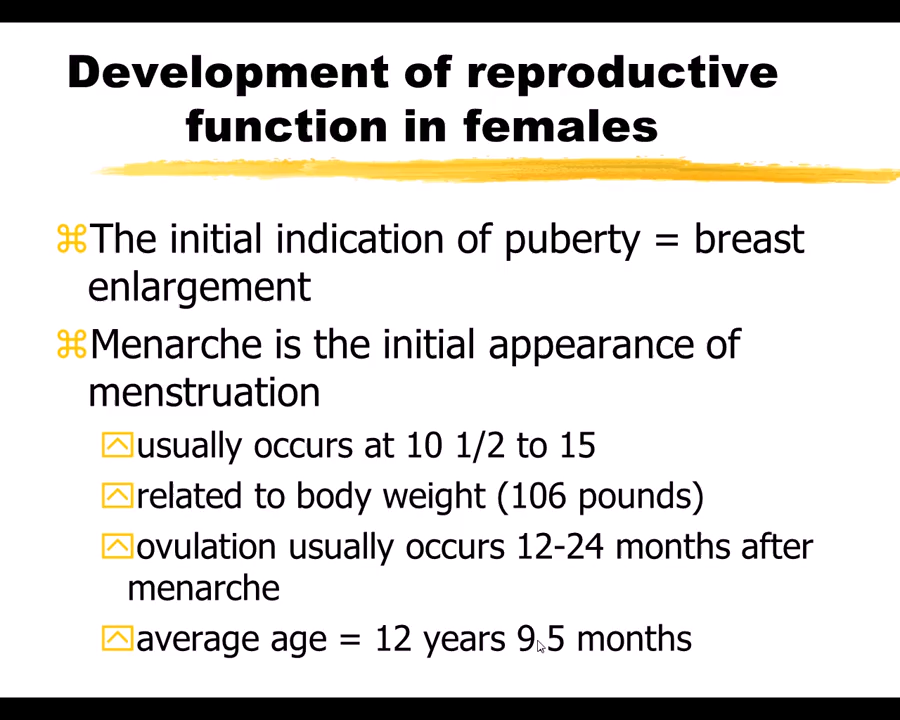 Development of reproductive
function in females
The initial indication of puberty = breast
enlargement
Menarche is the initial appearance of
menstruation
usually occurs at 10 1/2 to 15
related to body weight (106 pounds)
ovulation usually occurs 12-24 months after
menarche
average age = 12 years 9.5 months